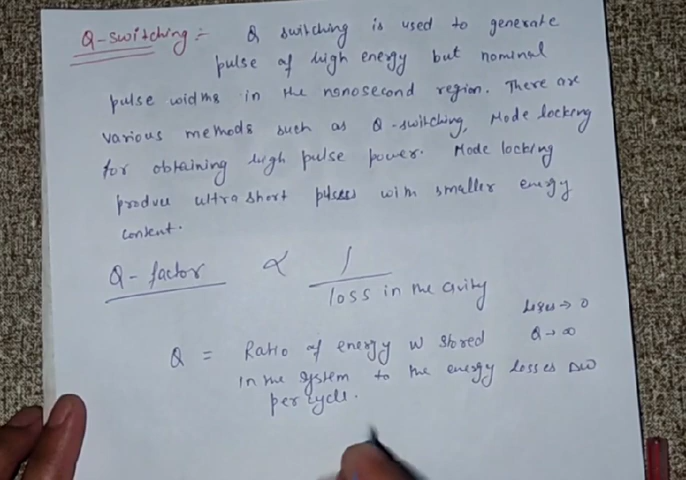 Q-switching :- Q switching is used to generate
pulse of high energy but nominal
pulse widths in the nanosecond region. There are
various methods such as Q-switching, Mode locking
for obtaining high pulse power. Mode locking
produce ultra short pulses with smaller energy
content.
Q-factor ∝ 1
loss in the cavity
Losses → 0
Q → ∞
Q = Ratio of energy W stored
in the system to the energy losses ΔW
per cycle.